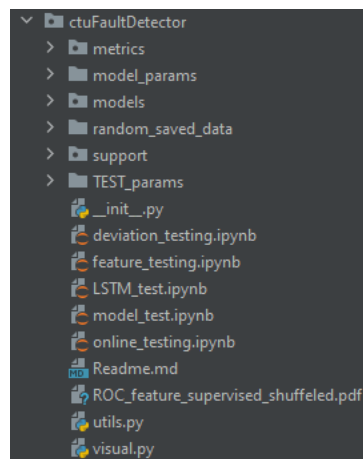 ctuFaultDetector
metrics
model_params
models
random_saved_data
support
TEST_params
__init__.py
deviation_testing.ipynb
feature_testing.ipynb
LSTM_test.ipynb
model_test.ipynb
online_testing.ipynb
MD Readme.md
ROC_feature_supervised_shuffeled.pdf
utils.py
visual.py